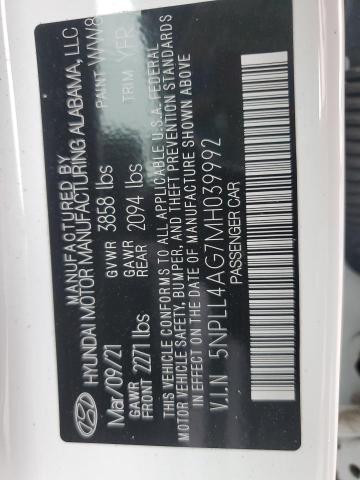 MANUFACTURED BY
HYUNDAI MOTOR MANUFACTURING ALABAMA, LLC
Mar/09/21 GVWR 3858 lbs PAINT WW8
GAWR FRONT 2271 lbs GAWR REAR 2094 lbs TRIM YFR
THIS VEHICLE CONFORMS TO ALL APPLICABLE U.S.A. FEDERAL
MOTOR VEHICLE SAFETY, BUMPER, AND THEFT PREVENTION STANDARDS
IN EFFECT ON THE DATE OF MANUFACTURE SHOWN ABOVE
V.I.N 5NPLL4AG7MH039992
PASSENGER CAR